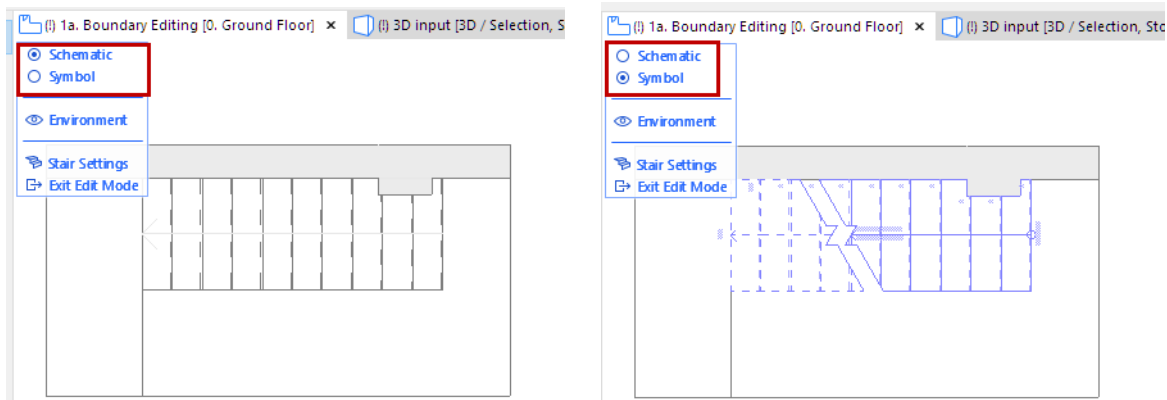 (!) 1a. Boundary Editing [0. Ground Floor]
(!) 3D input [3D / Selection, S
Schematic
Symbol
Environment
Stair Settings
Exit Edit Mode
(!) 1a. Boundary Editing [0. Ground Floor]
(!) 3D input [3D / Selection, Sto
Schematic
Symbol
Environment
Stair Settings
Exit Edit Mode